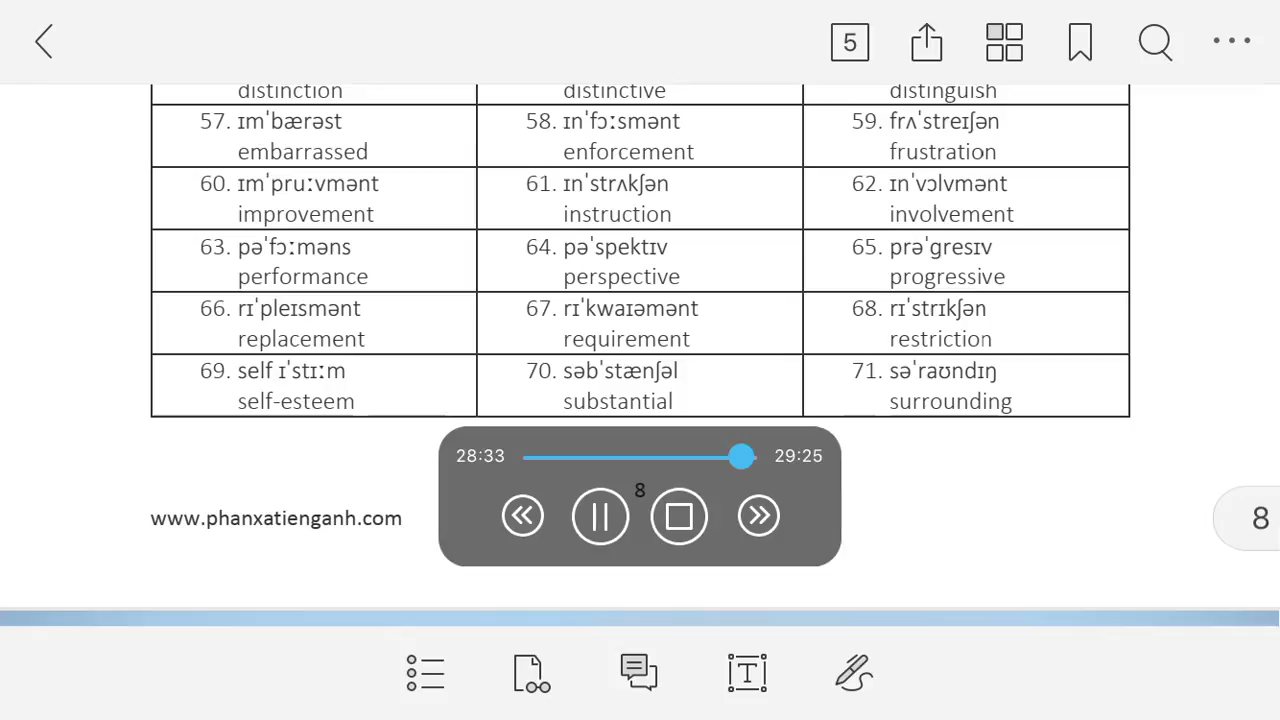 5
distinction distinctive distinguish
57. ɪmˈbærəst 58. ɪnˈfɔːsmənt 59. frʌˈstreɪʃən
embarrassed enforcement frustration
60. ɪmˈpruːvmənt 61. ɪnˈstrʌkʃən 62. ɪnˈvɔlvmənt
improvement instruction involvement
63. pəˈfɔːməns 64. pəˈspektɪv 65. prəˈɡresɪv
performance perspective progressive
66. rɪˈpleɪsmənt 67. rɪˈkwaɪəmənt 68. rɪˈstrɪkʃən
replacement requirement restriction
69. self ɪˈstɪːm 70. səbˈstænʃəl 71. səˈraʊndɪŋ
self-esteem substantial surrounding
28:33 29:25
8
www.phanxatienganh.com
8
T